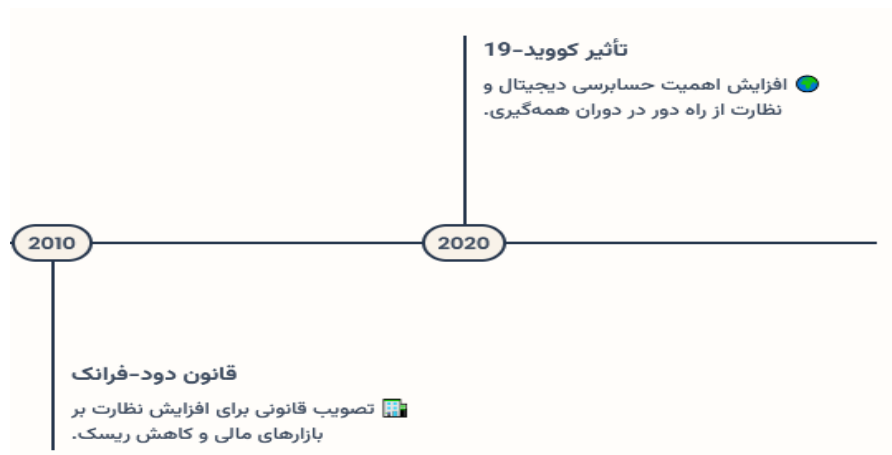 تأثیر کووید-19
🌍 افزایش اهمیت حسابرسی دیجیتال و
نظارت از راه دور در دوران همه‌گیری.
2010
2020
قانون دود-فرانک
🏢 تصویب قانونی برای افزایش نظارت بر
بازارهای مالی و کاهش ریسک.